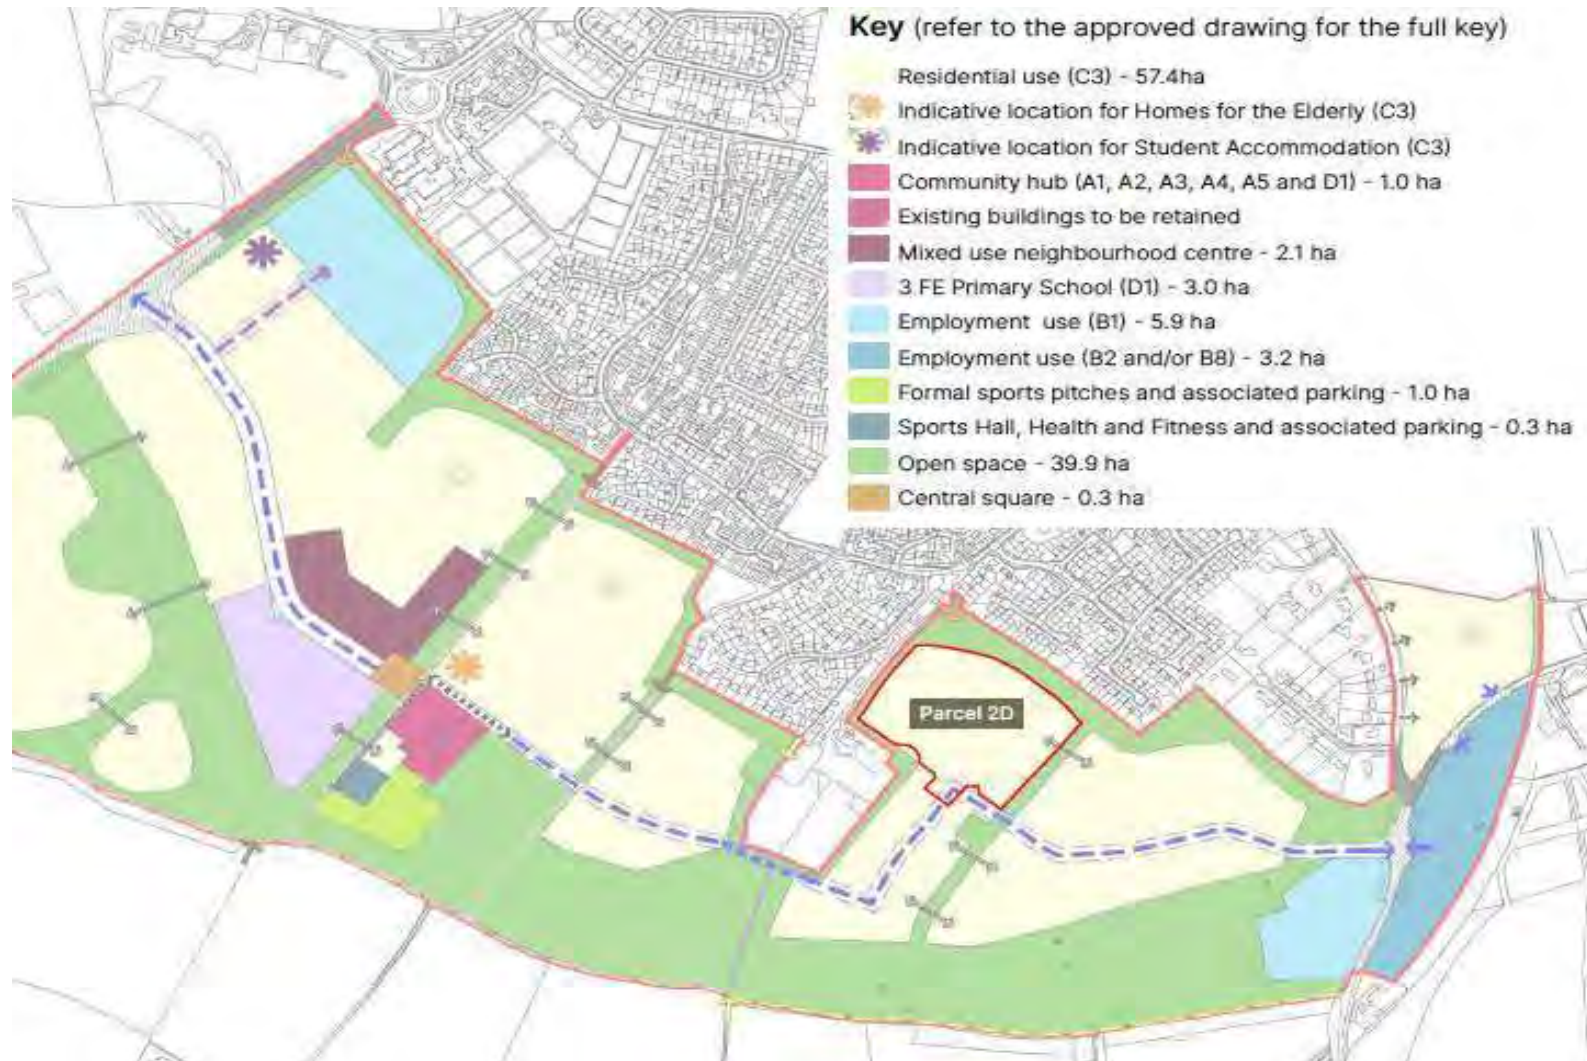 Key (refer to the approved drawing for the full key)
Residential use (C3) - 57.4ha
Indicative location for Homes for the Elderly (C3)
Indicative location for Student Accommodation (C3)
Community hub (A1, A2, A3, A4, A5 and D1) - 1.0 ha
Existing buildings to be retained
Mixed use neighbourhood centre - 2.1 ha
3 FE Primary School (D1) - 3.0 ha
Employment use (B1) - 5.9 ha
Employment use (B2 and/or B8) - 3.2 ha
Formal sports pitches and associated parking - 1.0 ha
Sports Hall, Health and Fitness and associated parking - 0.3 ha
Open space - 39.9 ha
Central square - 0.3 ha
Parcel 2D